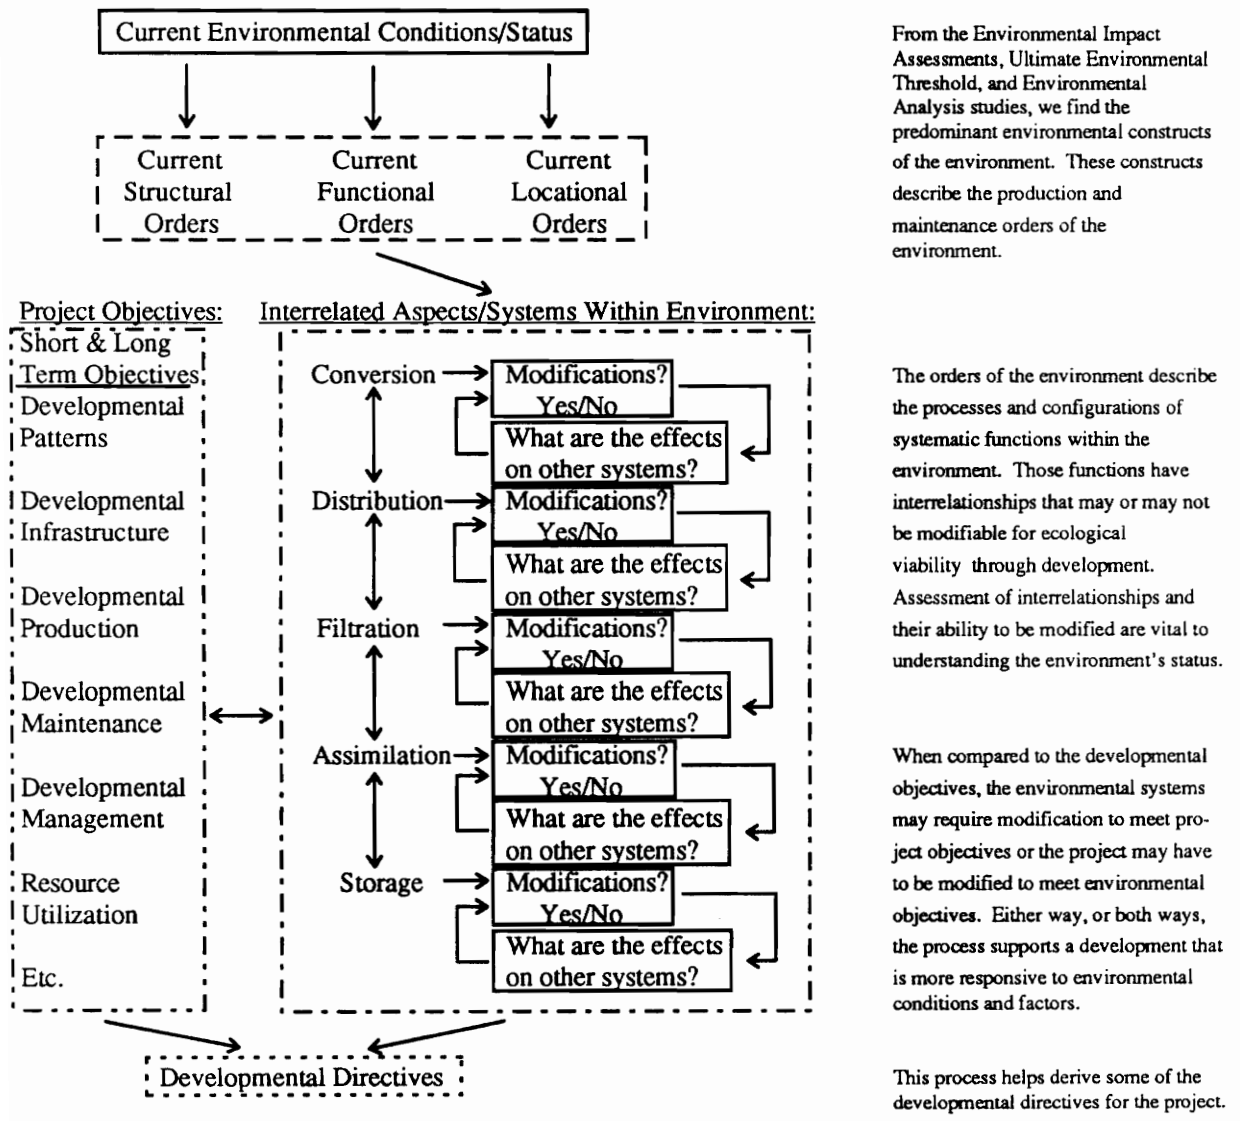 Current Environmental Conditions/Status
Current
Structural
Orders
Current
Functional
Orders
Current
Locational
Orders
From the Environmental Impact
Assessments, Ultimate Environmental
Threshold, and Environmental
Analysis studies, we find the
predominant environmental constructs
of the environment. These constructs
describe the production and
maintenance orders of the
environment.
Project Objectives:
Short & Long
Term Objectives
Developmental
Patterns
Developmental
Infrastructure
Developmental
Production
Developmental
Maintenance
Developmental
Management
Resource
Utilization
Etc.
Interrelated Aspects/Systems Within Environment:
Conversion
Modifications?
Yes/No
What are the effects
on other systems?
Distribution
Modifications?
Yes/No
What are the effects
on other systems?
Filtration
Modifications?
Yes/No
What are the effects
on other systems?
Assimilation
Modifications?
Yes/No
What are the effects
on other systems?
Storage
Modifications?
Yes/No
What are the effects
on other systems?
The orders of the environment describe
the processes and configurations of
systematic functions within the
environment. Those functions have
interrelationships that may or may not
be modifiable for ecological
viability through development.
Assessment of interrelationships and
their ability to be modified are vital to
understanding the environment's status.
When compared to the developmental
objectives, the environmental systems
may require modification to meet pro-
ject objectives or the project may have
to be modified to meet environmental
objectives. Either way, or both ways,
the process supports a development that
is more responsive to environmental
conditions and factors.
Developmental Directives
This process helps derive some of the
developmental directives for the project.